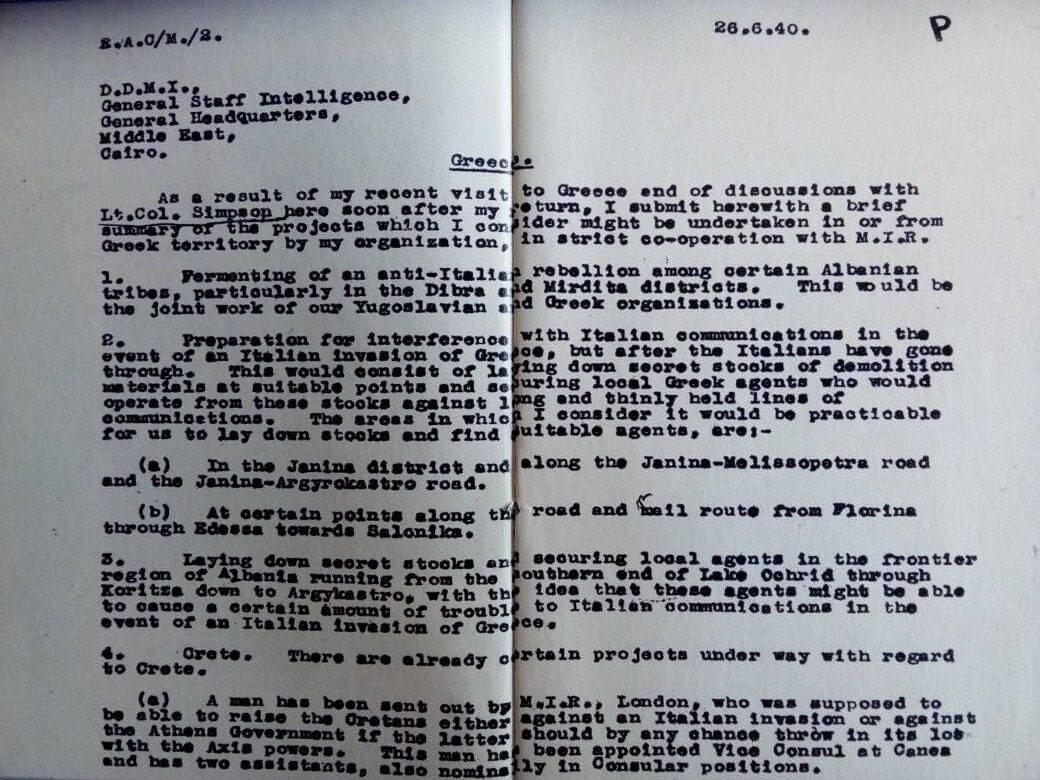 E.A.C/M./2.
26.6.40.
P
D.D.M.I.,
General Staff Intelligence,
General Headquarters,
Middle East,
Cairo.
Greece.
As a result of my recent visit to Greece and of discussions with
Lt.Col. Simpson here soon after my return, I submit herewith a brief
summary of the projects which I consider might be undertaken in or from
Greek territory by my organization, in strict co-operation with M.I.R.
1. Fermenting of an anti-Italian rebellion among certain Albanian
tribes, particularly in the Dibra and Mirdita districts. This would be
the joint work of our Yugoslavian and Greek organisations.
2. Preparation for interference with Italian communications in the
event of an Italian invasion of Greece, but after the Italians have gone
through. This would consist of laying down secret stocks of demolition
materials at suitable points and securing local Greek agents who would
operate from these stocks against long and thinly held lines of
communications. The areas in which I consider it would be practicable
for us to lay down stocks and find suitable agents, are:-
(a) In the Janina district and along the Janina-Melissopetra road
and the Janina-Argyrokastro road.
(b) At certain points along the road and rail route from Florina
through Edessa towards Salonika.
3. Laying down secret stocks and securing local agents in the frontier
region of Albania running from the southern end of Lake Ochrid through
Koritza down to Argykastro, with the idea that these agents might be able
to cause a certain amount of trouble to Italian communications in the
event of an Italian invasion of Greece.
4. Crete. There are already certain projects under way with regard
to Crete.
(a) A man has been sent out by M.I.R., London, who was supposed to
be able to raise the Cretans either against an Italian invasion or against
the Athens Government if the latter should by any chance throw in its lot
with the Axis powers. This man has been appointed Vice Consul at Canea
and has two assistants, also nominally in Consular positions.